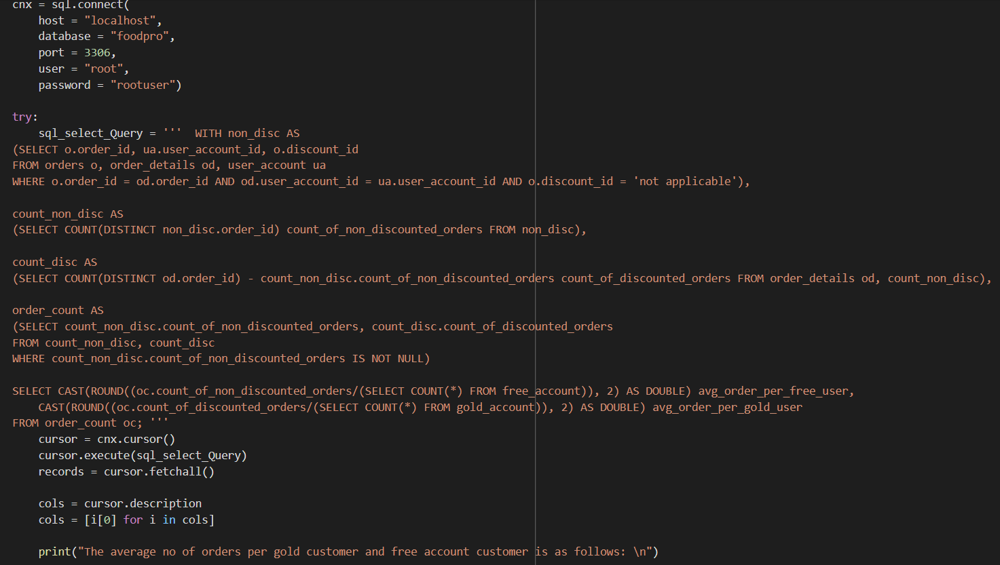 cnx = sql.connect(
    host = "localhost",
    database = "foodpro",
    port = 3306,
    user = "root",
    password = "rootuser")

try:
    sql_select_Query = '''  WITH non_disc AS
(SELECT o.order_id, ua.user_account_id, o.discount_id
FROM orders o, order_details od, user_account ua
WHERE o.order_id = od.order_id AND od.user_account_id = ua.user_account_id AND o.discount_id = 'not applicable'),

count_non_disc AS
(SELECT COUNT(DISTINCT non_disc.order_id) count_of_non_discounted_orders FROM non_disc),

count_disc AS
(SELECT COUNT(DISTINCT od.order_id) - count_non_disc.count_of_non_discounted_orders count_of_discounted_orders FROM order_details od, count_non_disc),

order_count AS
(SELECT count_non_disc.count_of_non_discounted_orders, count_disc.count_of_discounted_orders
FROM count_non_disc, count_disc
WHERE count_non_disc.count_of_non_discounted_orders IS NOT NULL)

SELECT CAST(ROUND((oc.count_of_non_discounted_orders/(SELECT COUNT(*) FROM free_account)), 2) AS DOUBLE) avg_order_per_free_user,
    CAST(ROUND((oc.count_of_discounted_orders/(SELECT COUNT(*) FROM gold_account)), 2) AS DOUBLE) avg_order_per_gold_user
FROM order_count oc; '''
    cursor = cnx.cursor()
    cursor.execute(sql_select_Query)
    records = cursor.fetchall()

    cols = cursor.description
    cols = [i[0] for i in cols]

    print("The average no of orders per gold customer and free account customer is as follows: \n")